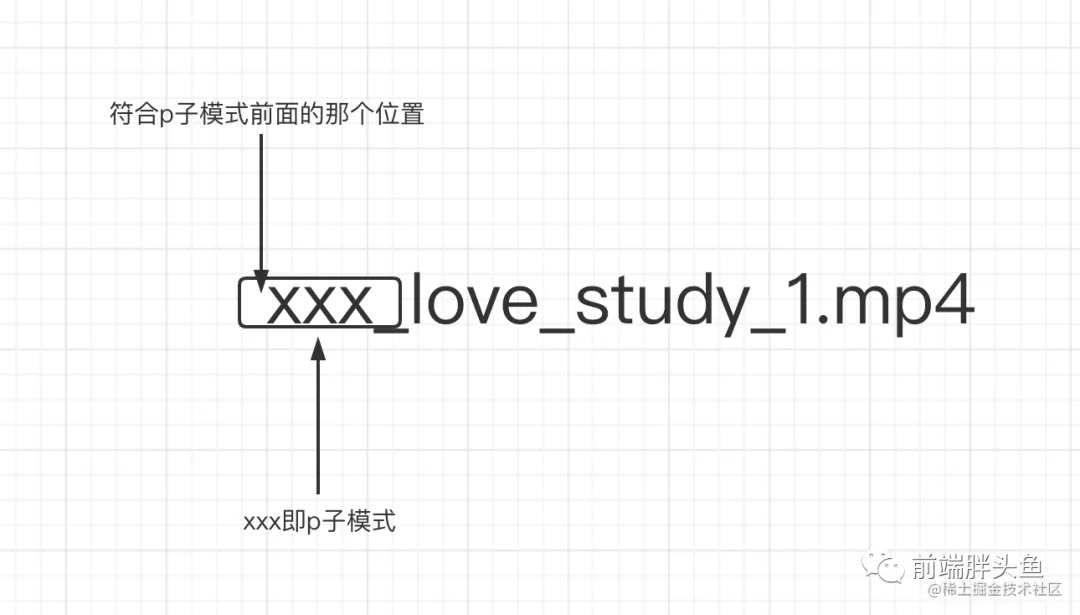 符合p子模式前面的那个位置
xxx_love_study_1.mp4
xxx即p子模式
前端胖头鱼
@稀土掘金技术社区